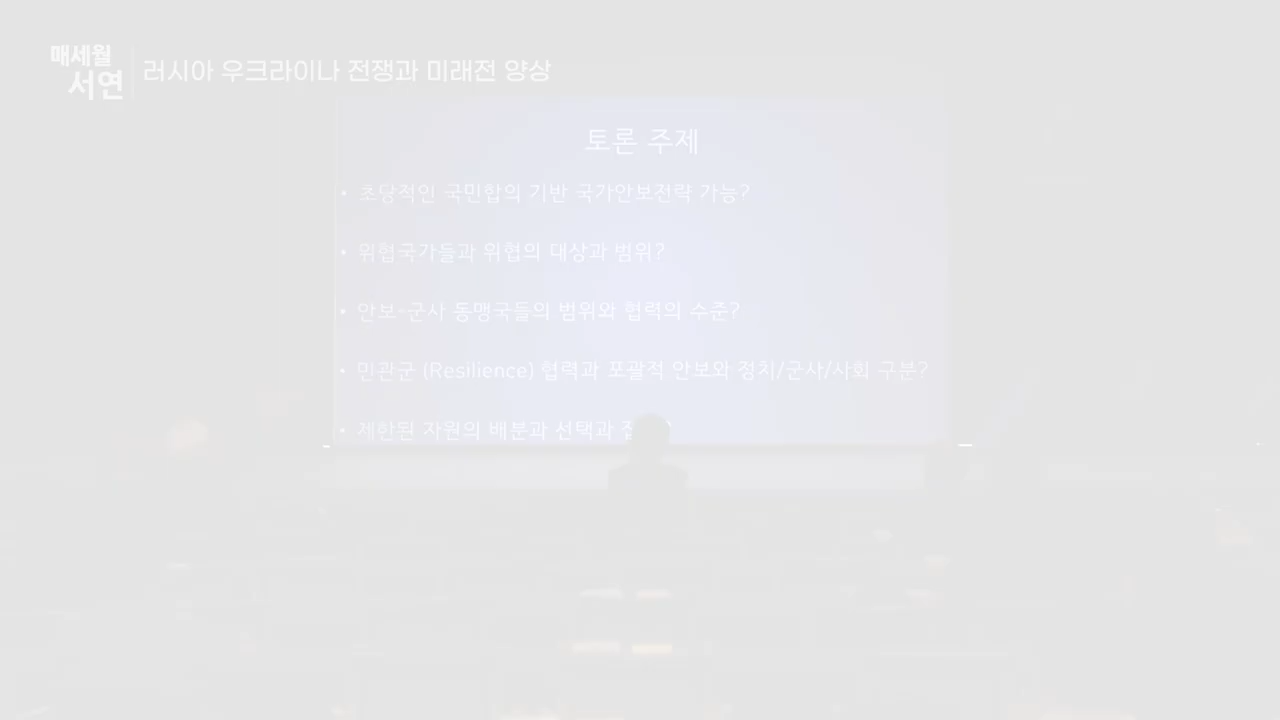 매세월
서연
러시아 우크라이나 전쟁과 미래전 양상
토론 주제
• 초당적인 국민합의 기반 국가안보전략 가능?
• 위협국가들과 위협의 대상과 범위?
• 안보-군사 동맹국들의 범위와 협력의 수준?
• 민관군 (Resilience) 협력과 포괄적 안보와 정치/군사/사회 구분?
• 제한된 자원의 배분과 선택과